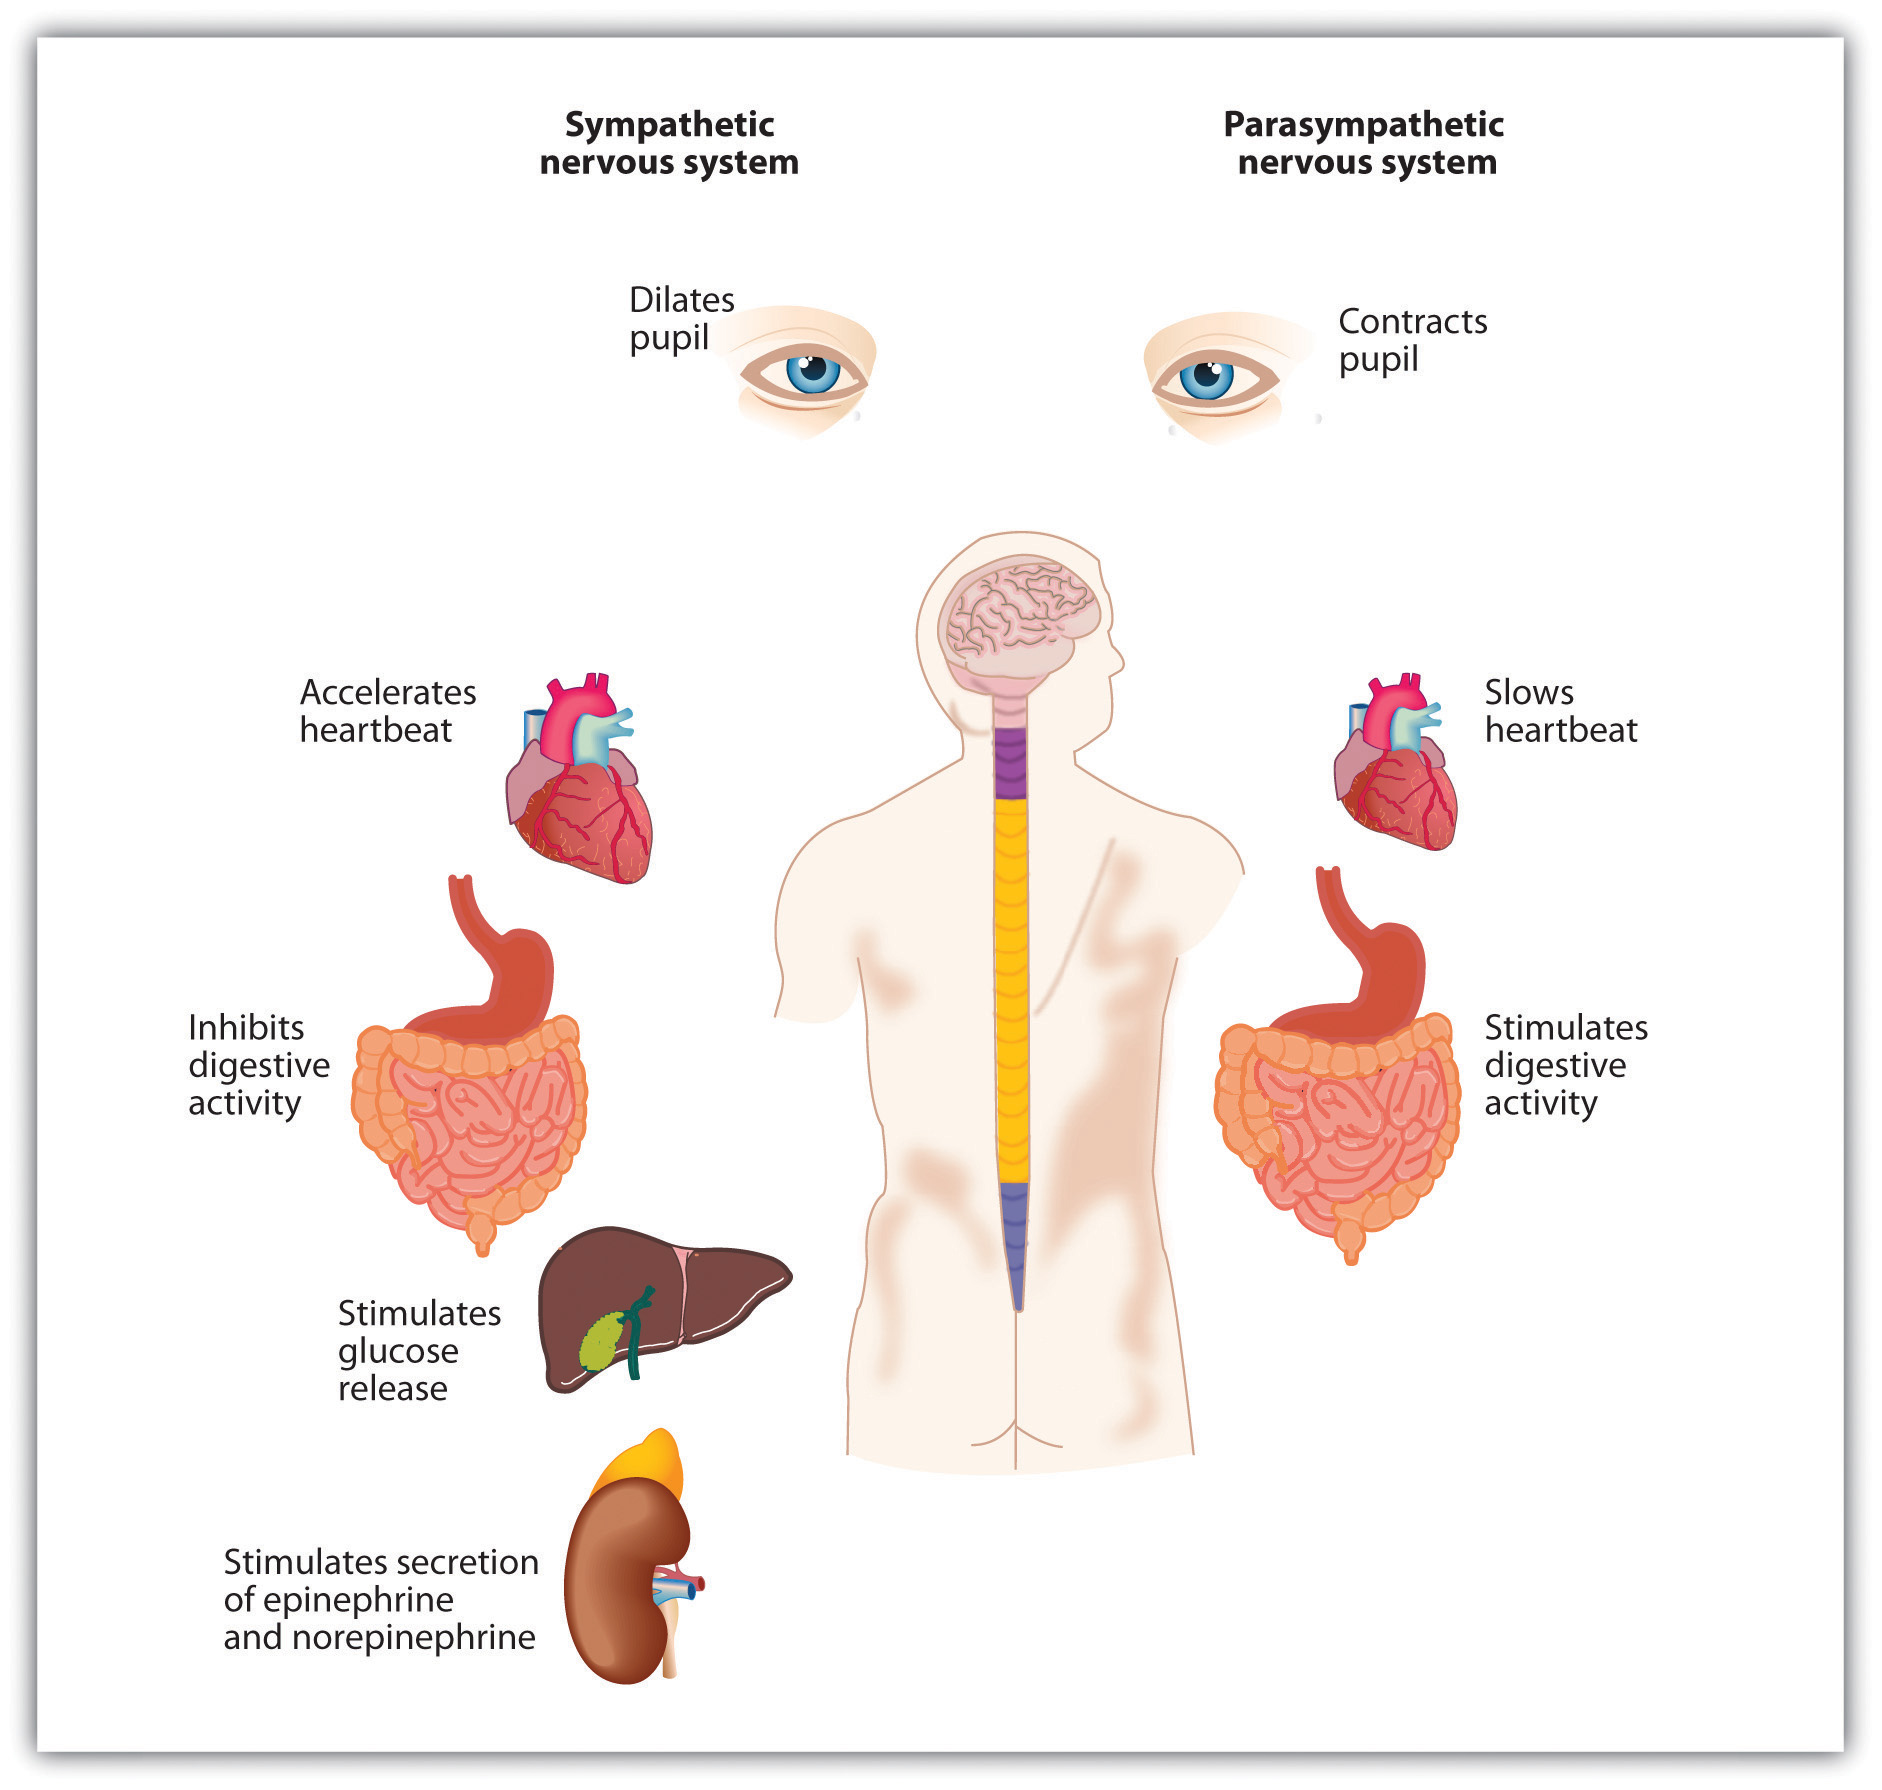 Sympathetic
nervous system
Parasympathetic
nervous system
Dilates
pupil
Contracts
pupil
Accelerates
heartbeat
Slows
heartbeat
Inhibits
digestive
activity
Stimulates
digestive
activity
Stimulates
glucose
release
Stimulates secretion
of epinephrine
and norepinephrine